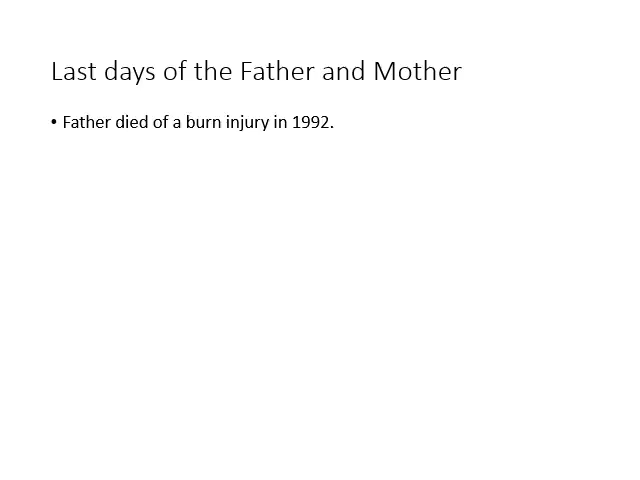 Last days of the Father and Mother
• Father died of a burn injury in 1992.